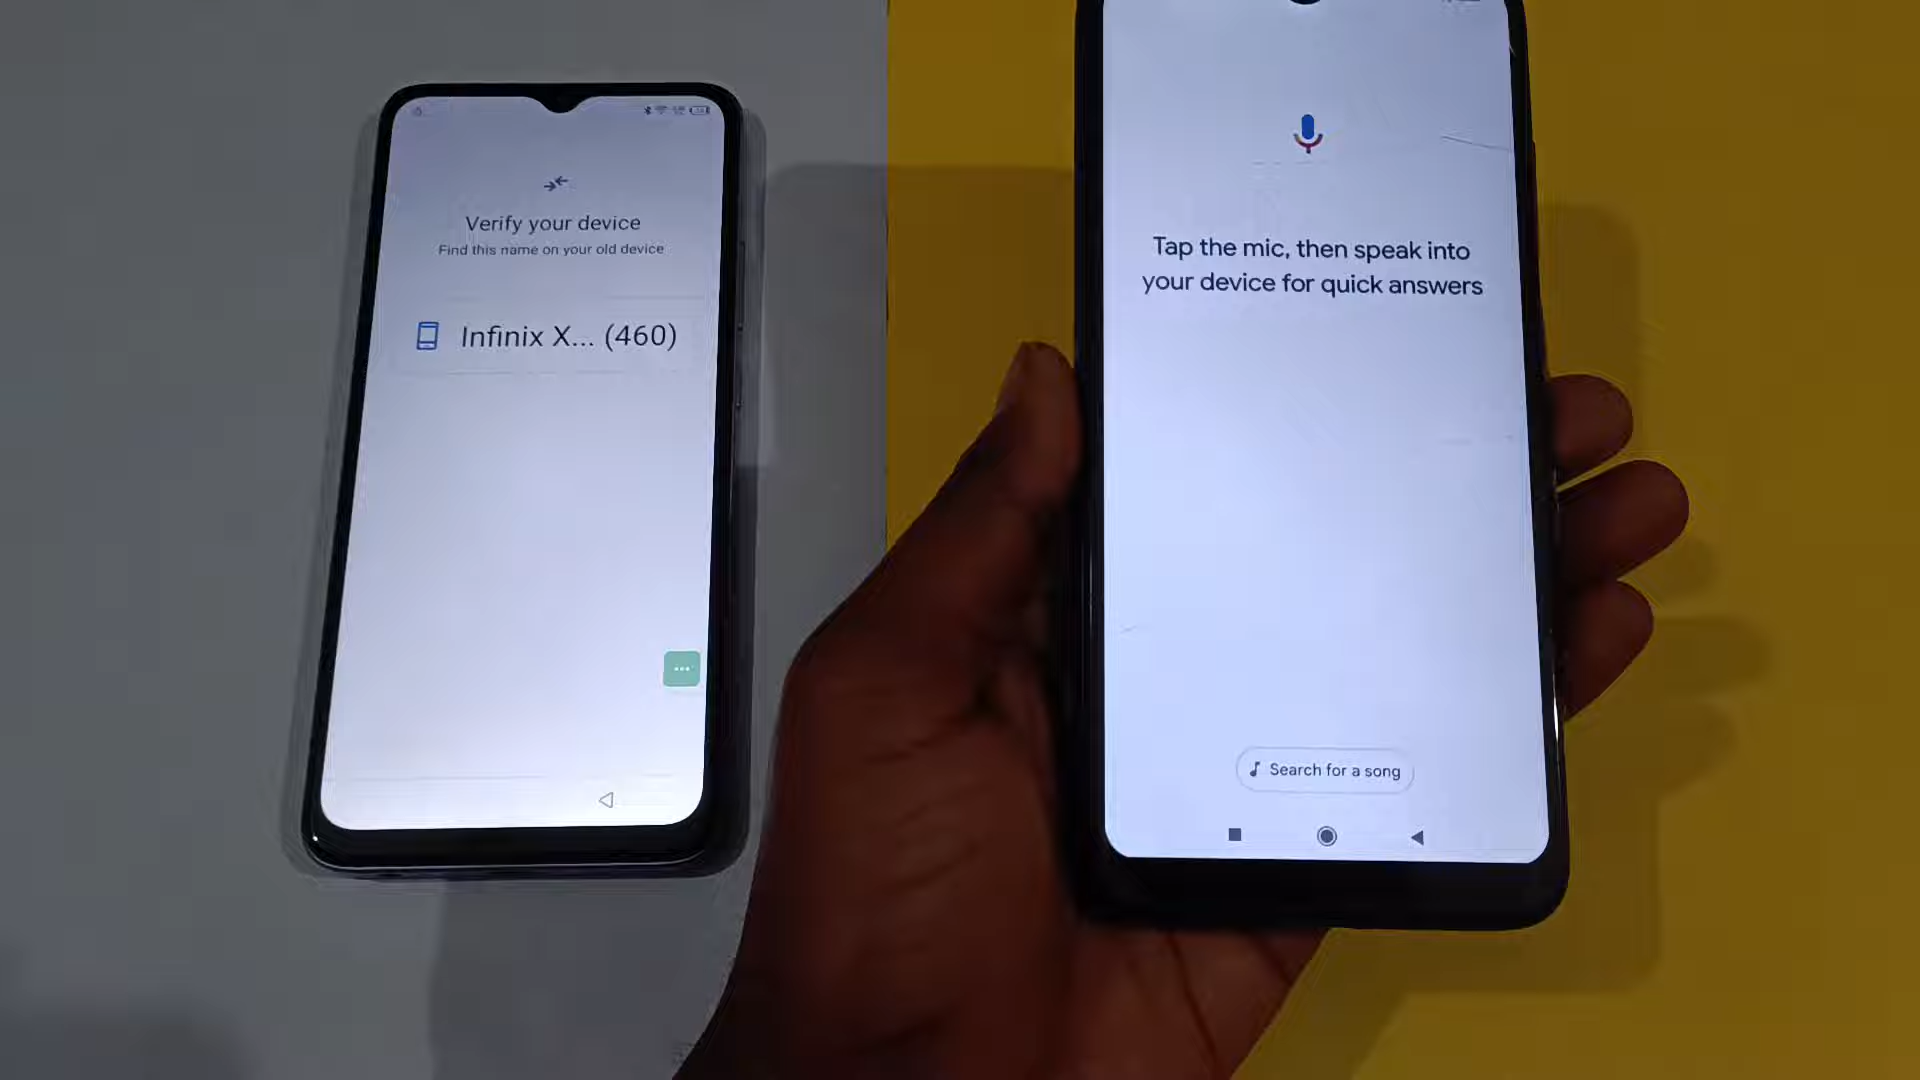 Verify your device
Find this name on your old device
Infinix X... (460)
Tap the mic, then speak into
your device for quick answers
Search for a song